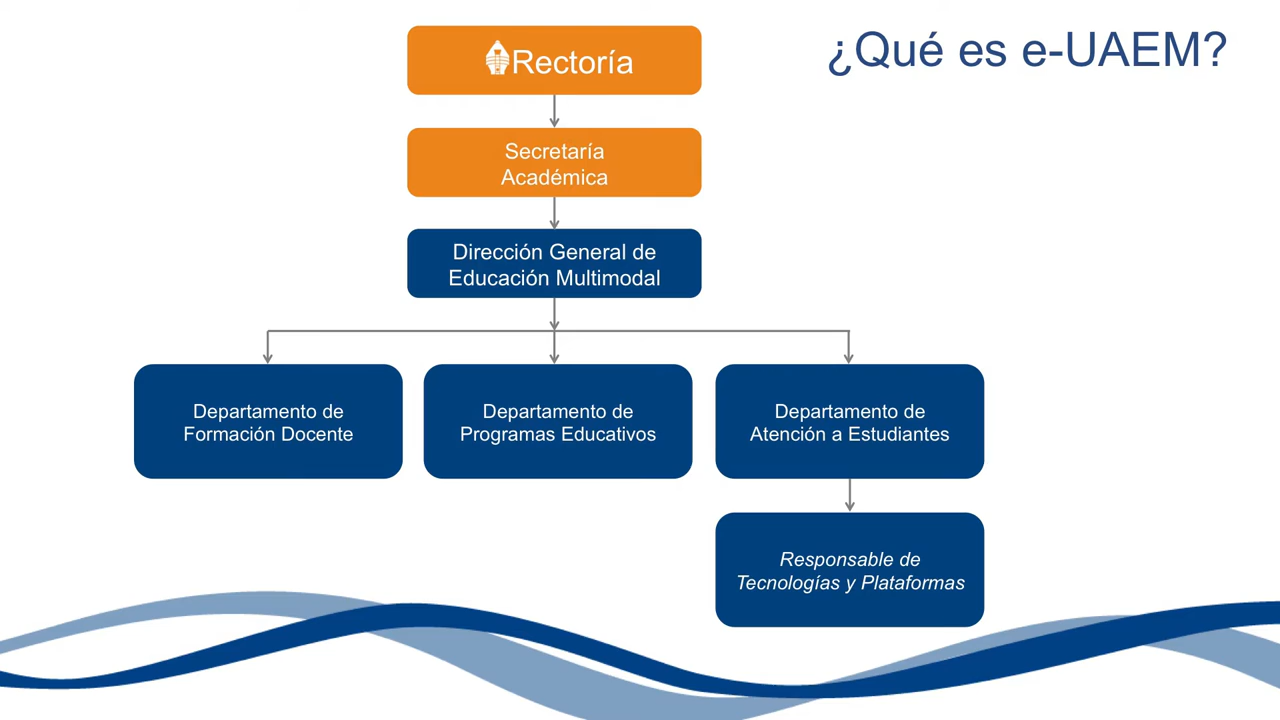 ¿Qué es e-UAEM?
Rectoría
Secretaría
Académica
Dirección General de
Educación Multimodal
Departamento de
Formación Docente
Departamento de
Programas Educativos
Departamento de
Atención a Estudiantes
Responsable de
Tecnologías y Plataformas